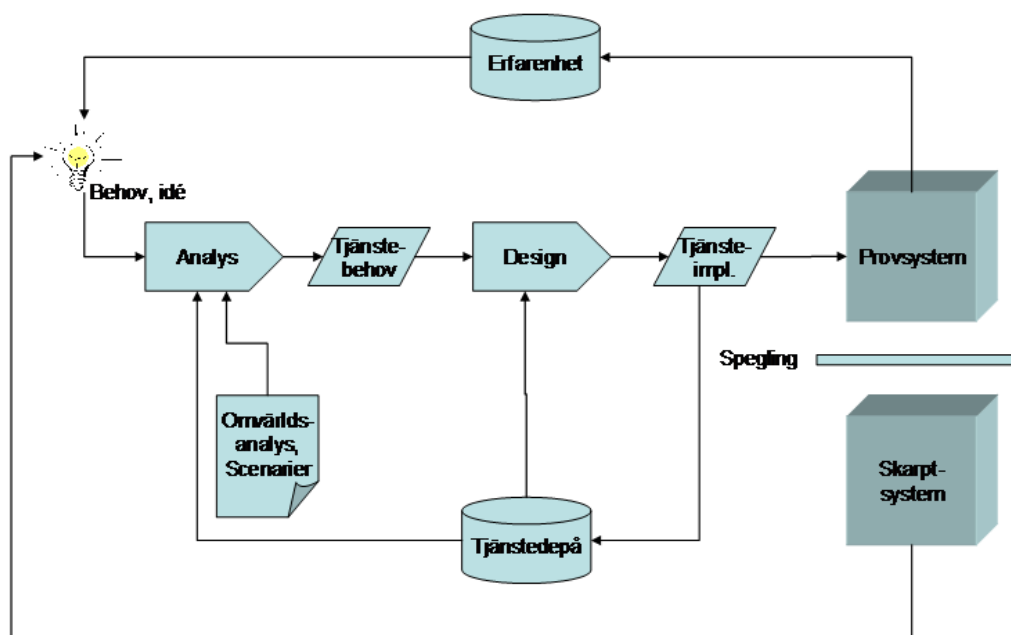 Erfarenhet
Behov, idé
Analys
Tjänste-
behov
Design
Tjänste-
impl.
Provsystem
Spegling
Omvärlds-
analys,
Scenarier
Skarpt-
system
Tjänstedepå